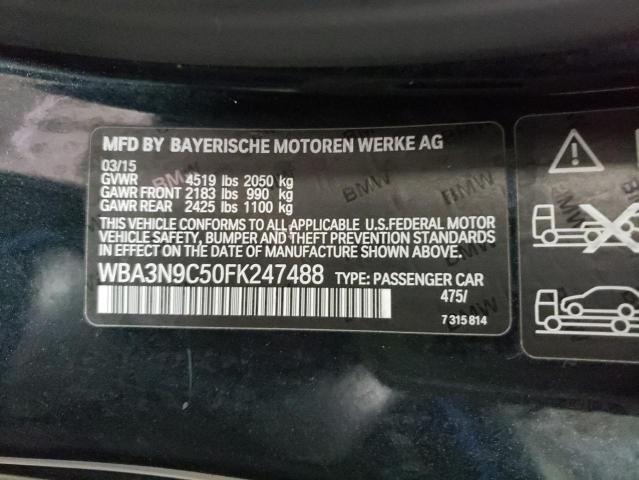 MFD BY BAYERISCHE MOTOREN WERKE AG
03/15
GVWR 4519 lbs 2050 kg
GAWR FRONT 2183 lbs 990 kg
GAWR REAR 2425 lbs 1100 kg
THIS VEHICLE CONFORMS TO ALL APPLICABLE U.S.FEDERAL MOTOR
VEHICLE SAFETY, BUMPER AND THEFT PREVENTION STANDARDS
IN EFFECT ON THE DATE OF MANUFACTURE SHOWN ABOVE.
WBA3N9C50FK247488 TYPE: PASSENGER CAR
475/
7 315 814